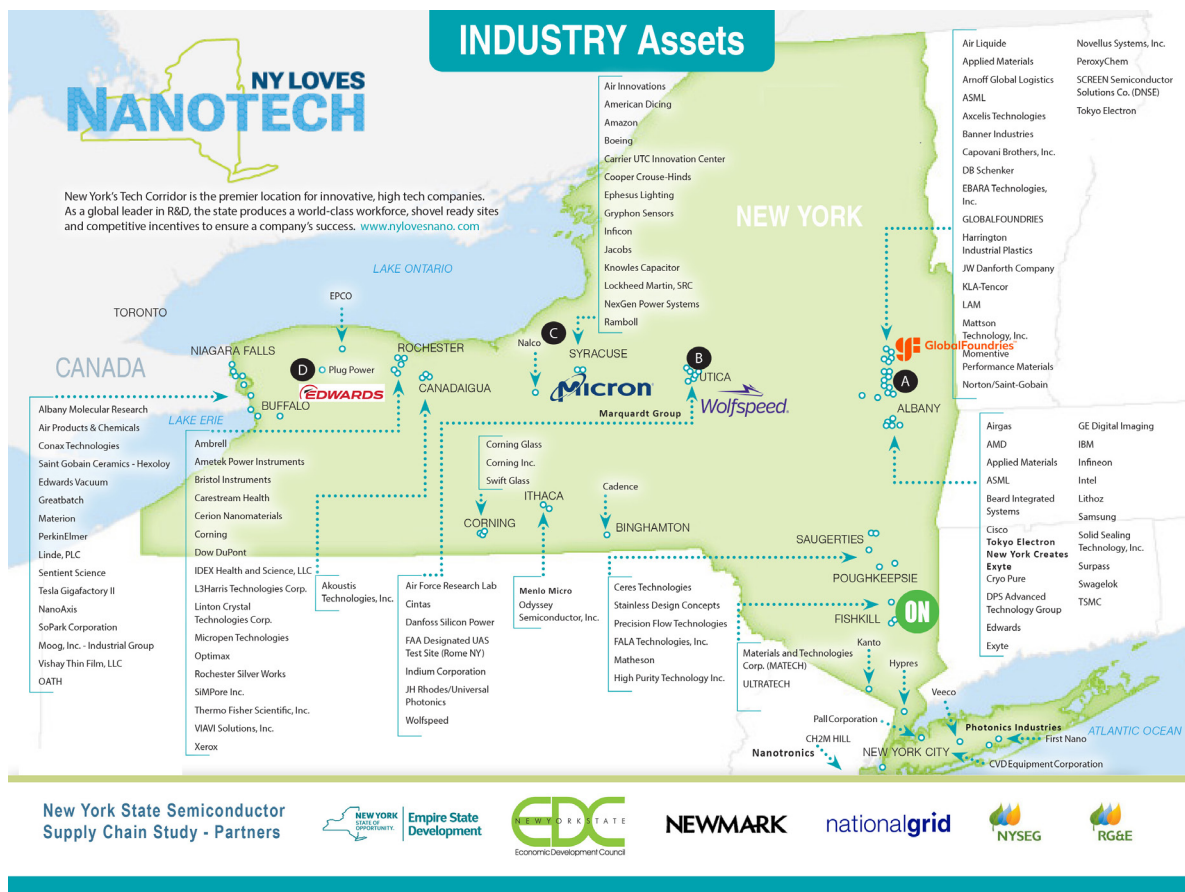 INDUSTRY Assets
NY LOVES
NANOTECH
New York's Tech Corridor is the premier location for innovative, high tech companies.
As a global leader in R&D, the state produces a world-class workforce, shovel ready sites
and competitive incentives to ensure a company's success. www.nylovesnano. com
Air Innovations
American Dicing
Amazon
Boeing
Carrier UTC Innovation Center
Cooper Crouse-Hinds
Ephesus Lighting
Gryphon Sensors
Inficon
Jacobs
Knowles Capacitor
Lockheed Martin, SRC
NexGen Power Systems
Ramboll
Air Liquide
Applied Materials
Arnoff Global Logistics
ASML
Axcelis Technologies
Banner Industries
Capovani Brothers, Inc.
DB Schenker
EBARA Technologies,
Inc.
GLOBALFOUNDRIES
Harrington
Industrial Plastics
JW Danforth Company
KLA-Tencor
LAM
Mattson
Technology, Inc.
Momentive
Performance Materials
Norton/Saint-Gobain
Novellus Systems, Inc.
PeroxyChem
SCREEN Semiconductor
Solutions Co. (DNSE)
Tokyo Electron
NEW YORK
LAKE ONTARIO
EPCO
TORONTO
CANADA
NIAGARA FALLS
D
Plug Power
EDWARDS
BUFFALO
LAKE ERIE
ROCHESTER
CANADAIGUA
Nalco
C
SYRACUSE
Micron
Marquardt Group
B
UTICA
Wolfspeed.
GlobalFoundries™
A
ALBANY
Albany Molecular Research
Air Products & Chemicals
Conax Technologies
Saint Gobain Ceramics - Hexoloy
Edwards Vacuum
Greatbatch
Materion
PerkinElmer
Linde, PLC
Sentient Science
Tesla Gigafactory II
NanoAxis
SoPark Corporation
Moog, Inc. - Industrial Group
Vishay Thin Film, LLC
OATH
Ambrell
Ametek Power Instruments
Bristol Instruments
Carestream Health
Cerion Nanomaterials
Corning
Dow DuPont
IDEX Health and Science, LLC
L3Harris Technologies Corp.
Linton Crystal
Technologies Corp.
Micropen Technologies
Optimax
Rochester Silver Works
SiMPore Inc.
Thermo Fisher Scientific, Inc.
VIAVI Solutions, Inc.
Xerox
Akoustis
Technologies, Inc.
Corning Glass
Corning Inc.
Swift Glass
CORNING
ITHACA
Cadence
BINGHAMTON
Air Force Research Lab
Cintas
Danfoss Silicon Power
FAA Designated UAS
Test Site (Rome NY)
Indium Corporation
JH Rhodes/Universal
Photonics
Wolfspeed
Menlo Micro
Odyssey
Semiconductor, Inc.
Ceres Technologies
Stainless Design Concepts
Precision Flow Technologies
FALA Technologies, Inc.
Matheson
High Purity Technology Inc.
SAUGERTIES
POUGHKEEPSIE
FISHKILL
ON
Materials and Technologies
Corp. (MATECH)
ULTRATECH
Airgas
AMD
Applied Materials
ASML
Beard Integrated
Systems
Cisco
Tokyo Electron
New York Creates
Exyte
Cryo Pure
DPS Advanced
Technology Group
Edwards
Exyte
GE Digital Imaging
IBM
Infineon
Intel
Lithoz
Samsung
Solid Sealing
Technology, Inc.
Surpass
Swagelok
TSMC
Kanto
Hypres
Veeco
Pall Corporation
CH2M HILL
Nanotronics
NEW YORK CITY
Photonics Industries
First Nano
CVD Equipment Corporation
ATLANTIC OCEAN
New York State Semiconductor
Supply Chain Study - Partners
NEW YORK
STATE OF
OPPORTUNITY.
Empire State
Development
EDC
NEW YORK STATE
Economic Development Council
NEWMARK
nationalgrid
NYSEG
RG&E